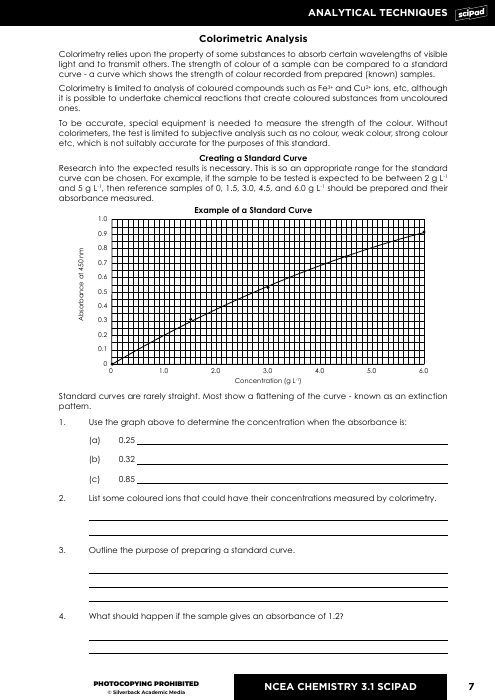 ANALYTICAL TECHNIQUES scipad
Colorimetric Analysis
Colorimetry relies upon the property of some substances to absorb certain wavelengths of visible
light and to transmit others. The strength of colour of a sample can be compared to a standard
curve - a curve which shows the strength of colour recorded from prepared (known) samples.
Colorimetry is limited to analysis of coloured compounds such as Fe³⁺ and Cu²⁺ ions, etc, although
it is possible to undertake chemical reactions that create coloured substances from uncoloured
ones.
To be accurate, special equipment is needed to measure the strength of the colour. Without
colorimeters, the test is limited to subjective analysis such as no colour, weak colour, strong colour
etc, which is not suitably accurate for the purposes of this standard.
Creating a Standard Curve
Research into the expected results is necessary. This is so an appropriate range for the standard
curve can be chosen. For example, if the sample to be tested is expected to be between 2 g L⁻¹
and 5 g L⁻¹, then reference samples of 0, 1.5, 3.0, 4.5, and 6.0 g L⁻¹ should be prepared and their
absorbance measured.
Example of a Standard Curve
1.0
0.9
0.8
0.7
0.6
0.5
0.4
0.3
0.2
0.1
0
Absorbance at 450 nm
0 1.0 2.0 3.0 4.0 5.0 6.0
Concentration (g L⁻¹)
Standard curves are rarely straight. Most show a flattening of the curve - known as an extinction
pattern.
1. Use the graph above to determine the concentration when the absorbance is:
(a) 0.25
(b) 0.32
(c) 0.85
2. List some coloured ions that could have their concentrations measured by colorimetry.
3. Outline the purpose of preparing a standard curve.
4. What should happen if the sample gives an absorbance of 1.2?
PHOTOCOPYING PROHIBITED
© Silverback Academic Media
NCEA CHEMISTRY 3.1 SCIPAD
7